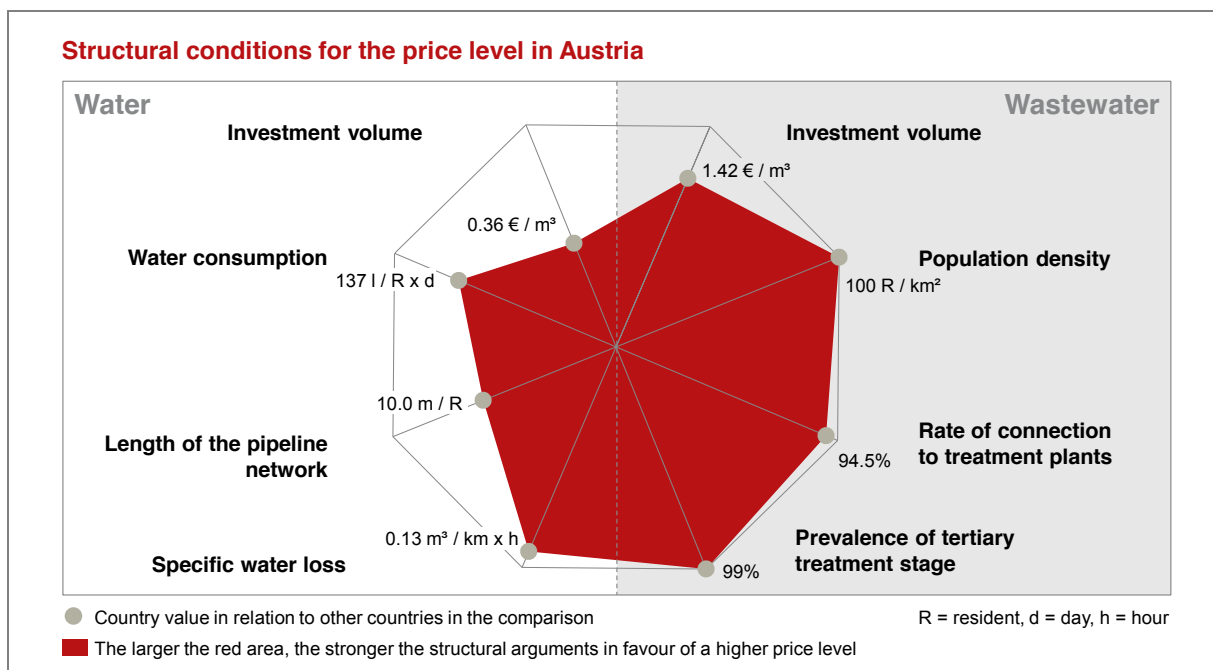 Structural conditions for the price level in Austria
Water
Wastewater
Investment volume
Investment volume
1.42 € / m³
0.36 € / m³
Water consumption
137 l / R x d
Population density
100 R / km²
10.0 m / R
Length of the pipeline
network
Rate of connection
to treatment plants
94.5%
0.13 m³ / km x h
Specific water loss
Prevalence of tertiary
treatment stage
99%
Country value in relation to other countries in the comparison
R = resident, d = day, h = hour
The larger the red area, the stronger the structural arguments in favour of a higher price level